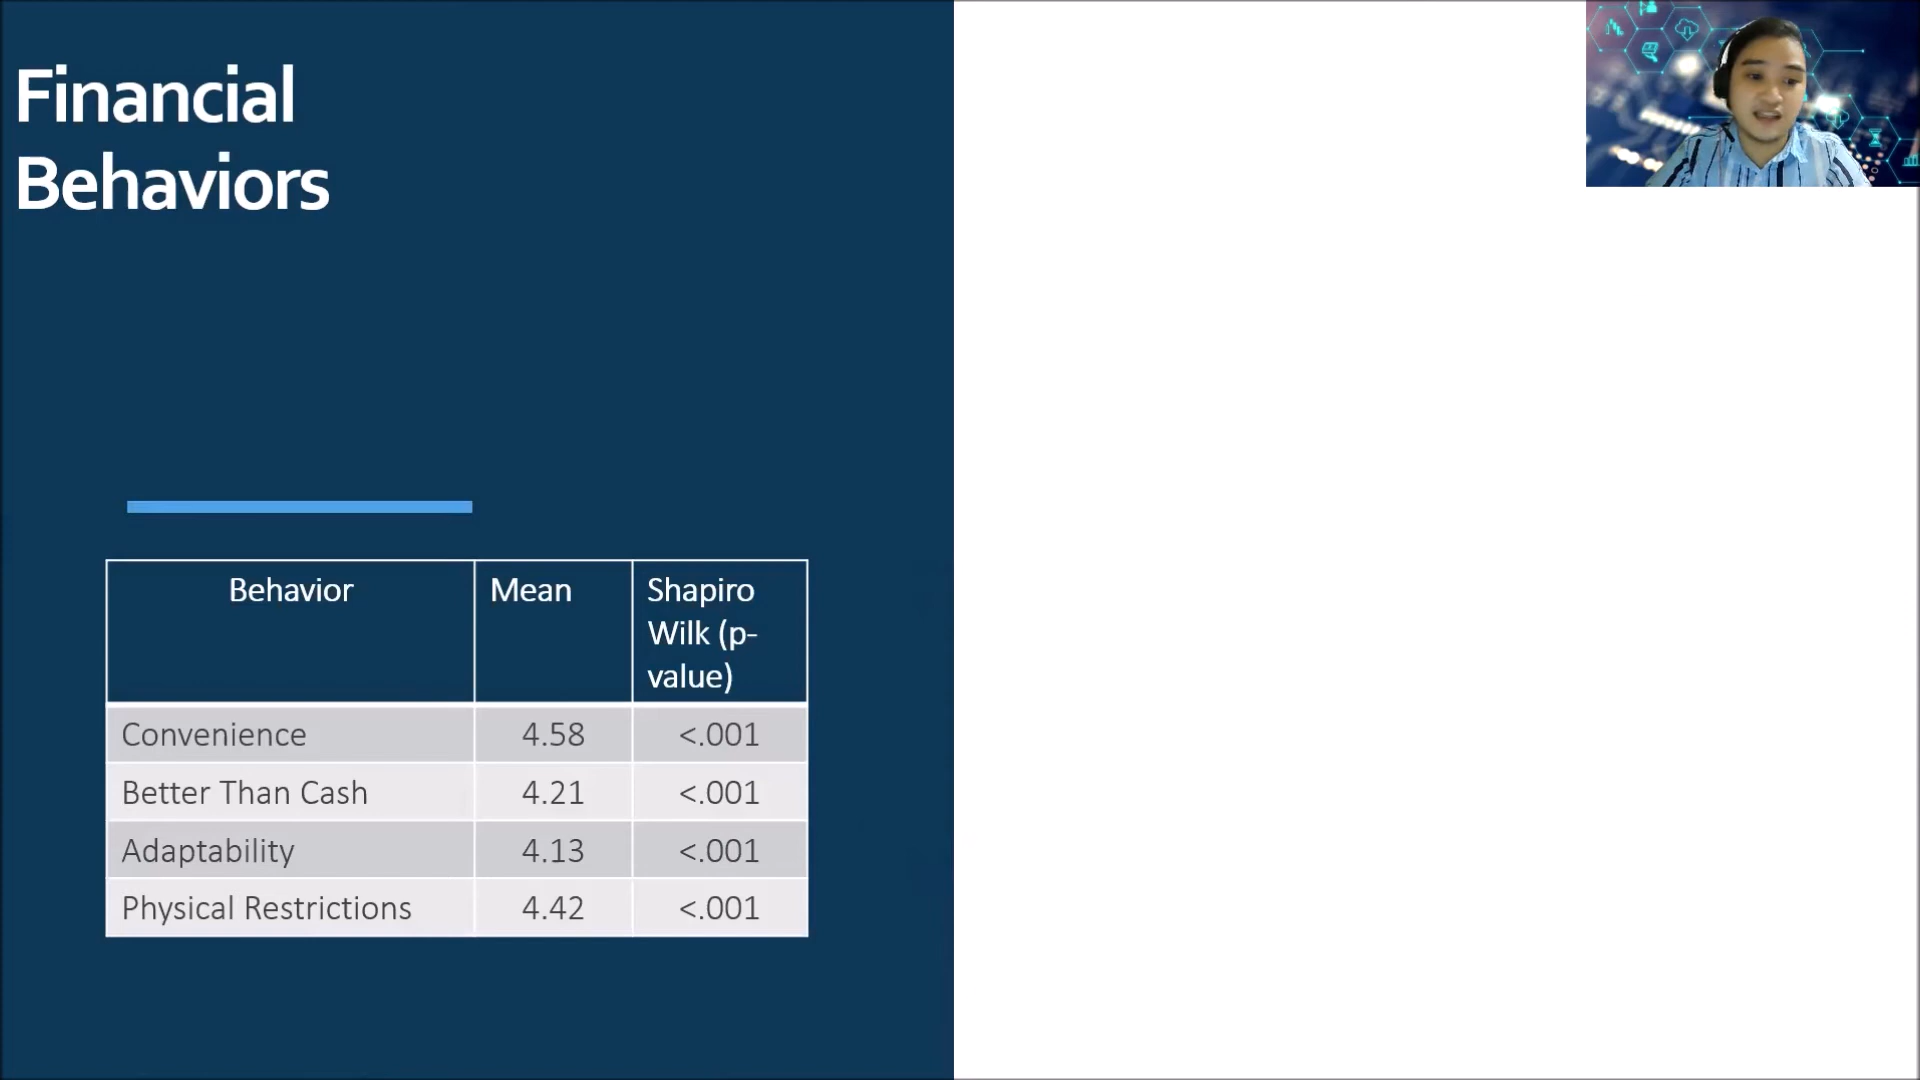 Financial
Behaviors
Behavior Mean Shapiro
Wilk (p-
value)
Convenience 4.58 <.001
Better Than Cash 4.21 <.001
Adaptability 4.13 <.001
Physical Restrictions 4.42 <.001